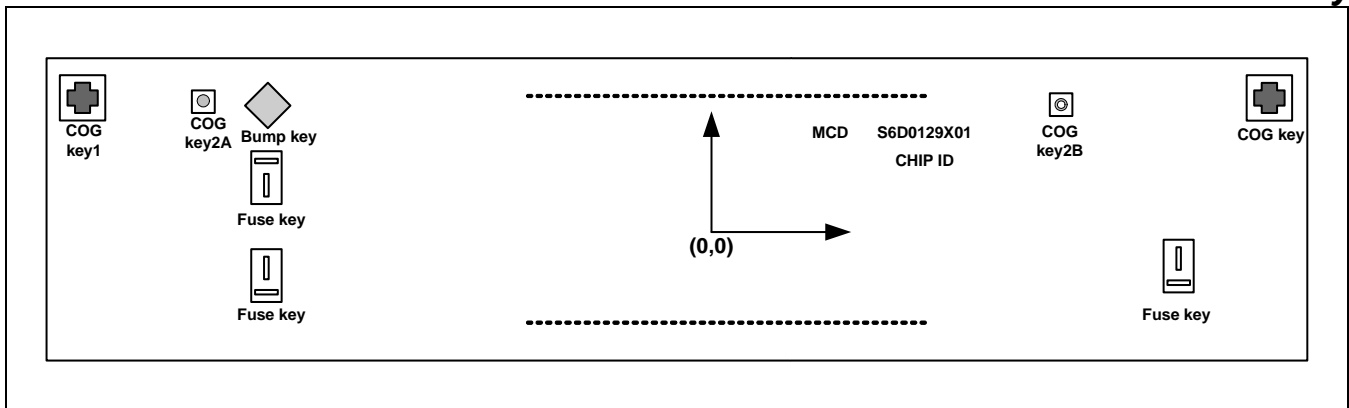 COG
key1
COG
key2A
Bump key
MCD S6D0129X01
CHIP ID
COG
key2B
COG key
Fuse key
(0,0)
Fuse key
Fuse key